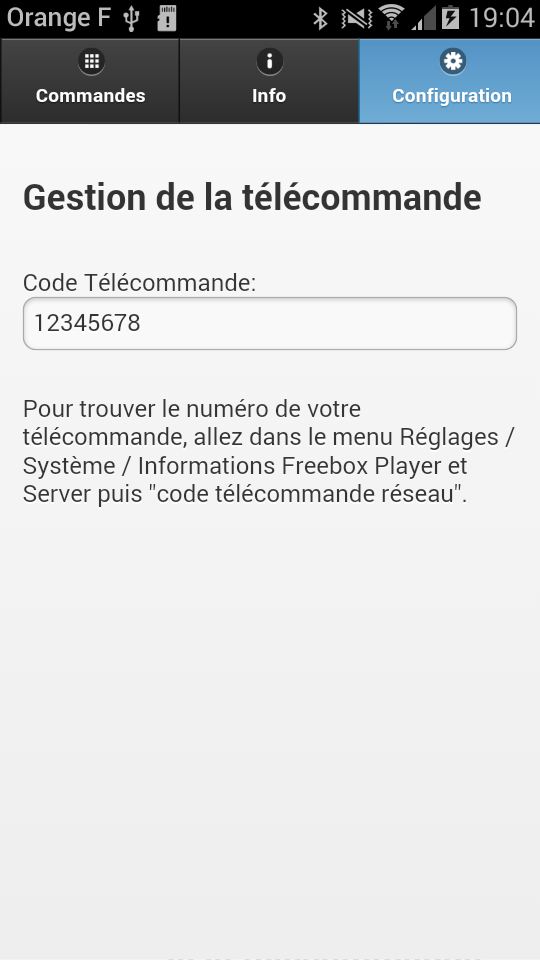 Orange F 19:04
Commandes Info Configuration
Gestion de la télécommande
Code Télécommande:
12345678
Pour trouver le numéro de votre
télécommande, allez dans le menu Réglages /
Système / Informations Freebox Player et
Server puis "code télécommande réseau".